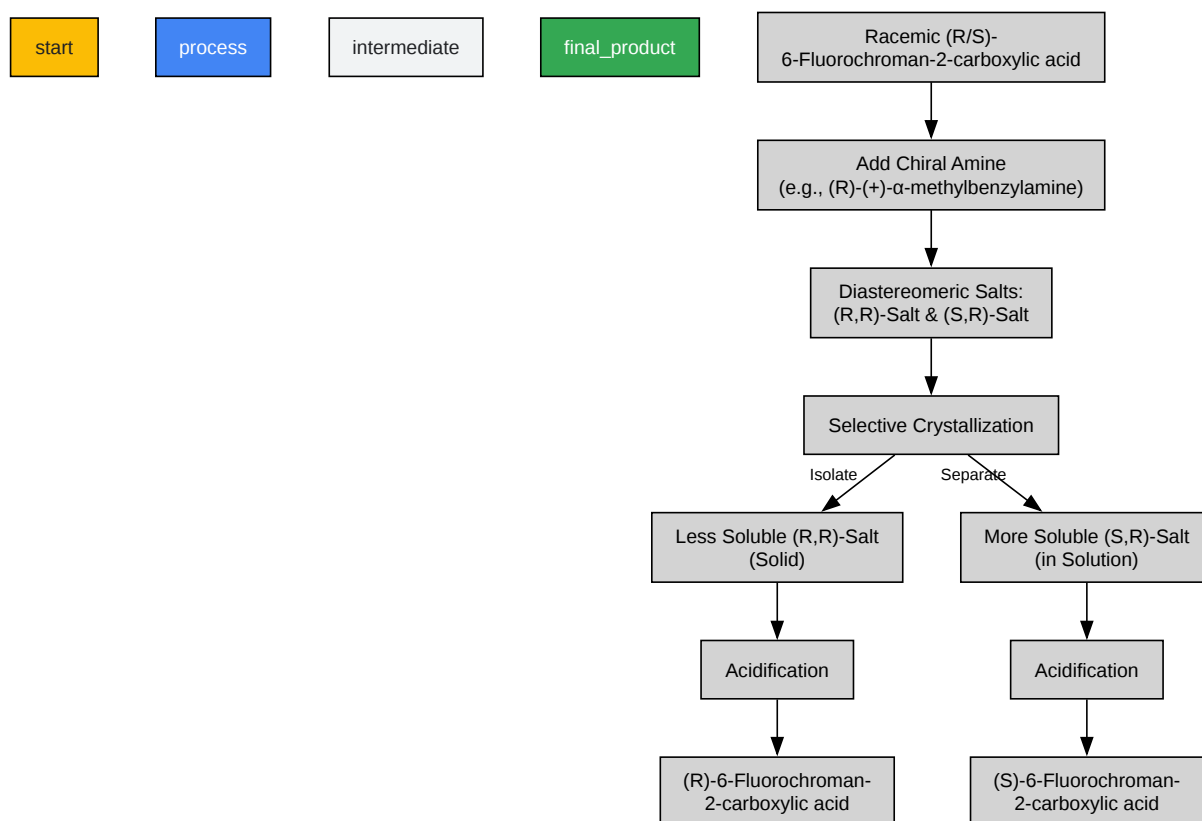 start
process
intermediate
final_product
Racemic (R/S)-
6-Fluorochroman-2-carboxylic acid
Add Chiral Amine
(e.g., (R)-(+)-α-methylbenzylamine)
Diastereomeric Salts:
(R,R)-Salt & (S,R)-Salt
Selective Crystallization
Isolate
Separate
Less Soluble (R,R)-Salt
(Solid)
More Soluble (S,R)-Salt
(in Solution)
Acidification
Acidification
(R)-6-Fluorochroman-
2-carboxylic acid
(S)-6-Fluorochroman-
2-carboxylic acid